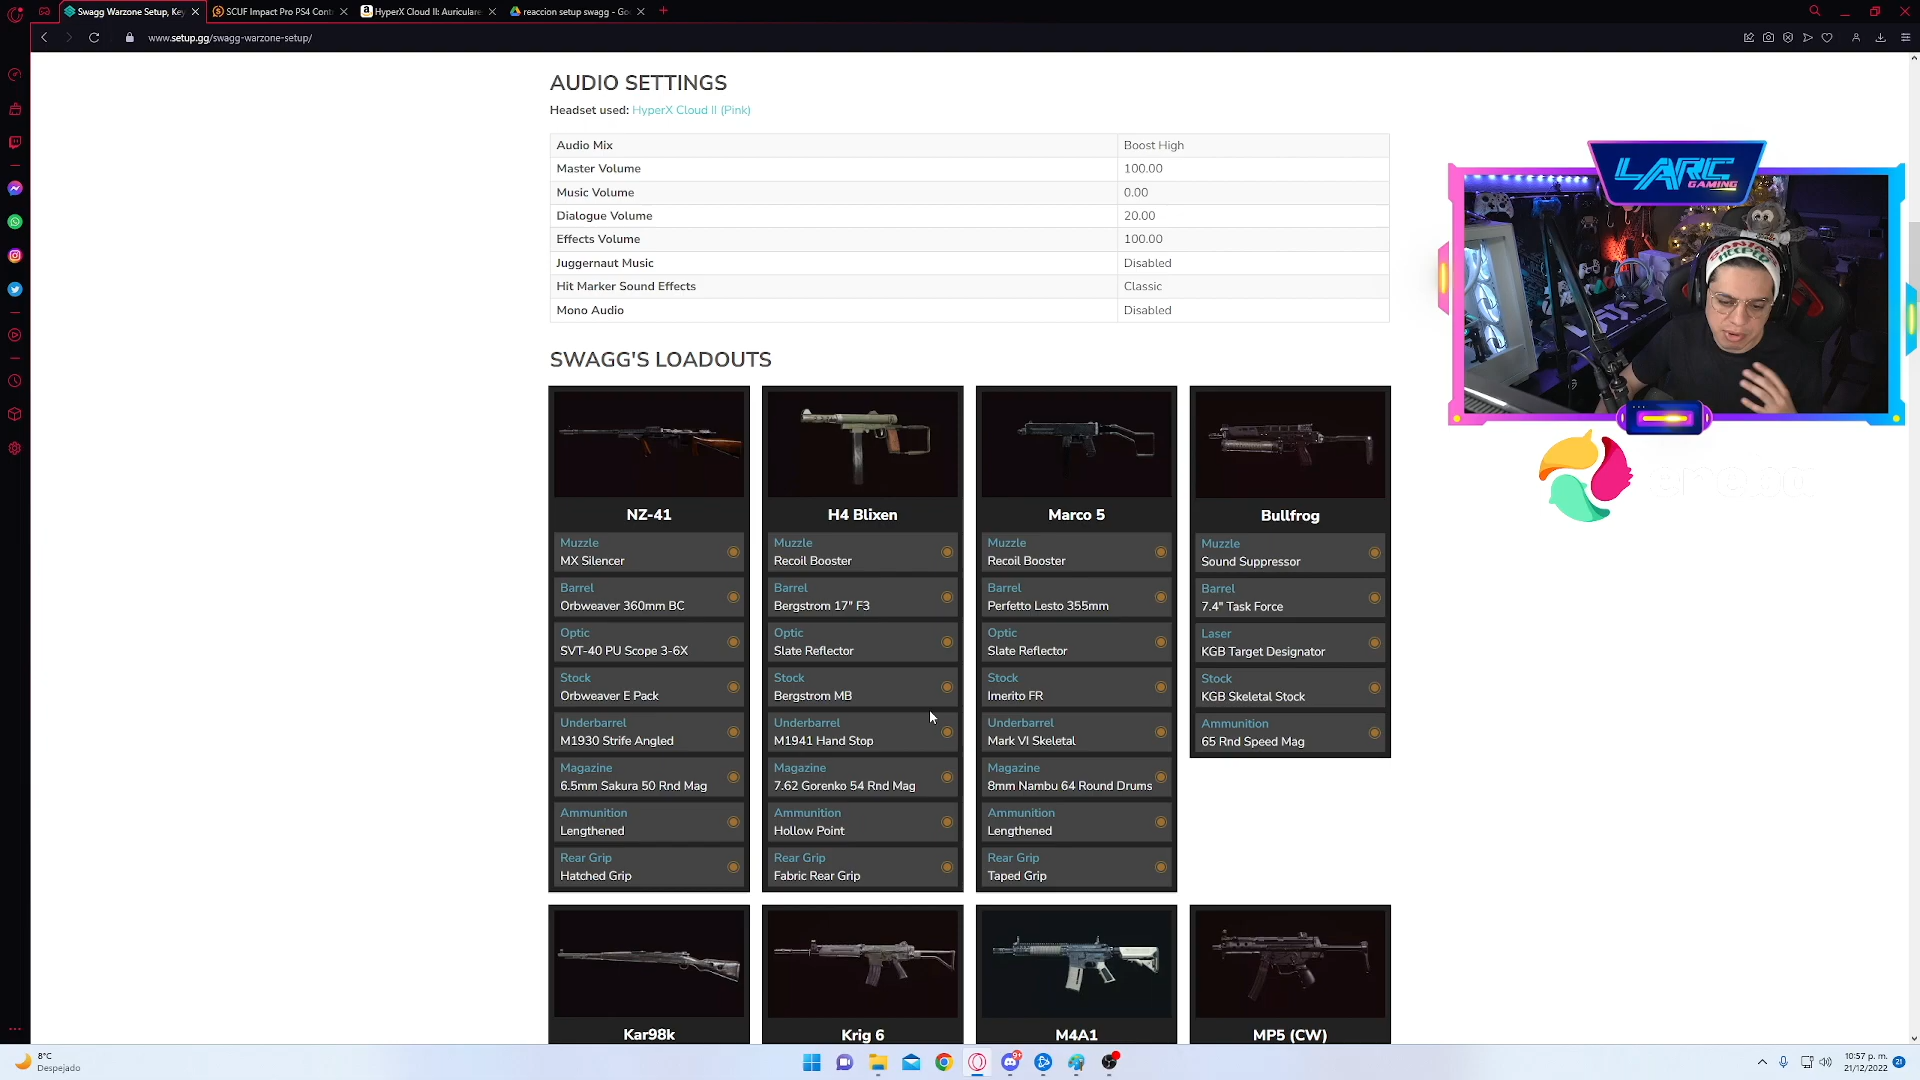 Swagg Warzone Setup, Key
SCUF Impact Pro PS4 Cont
HyperX Cloud II: Auriculare
reaccion setup swagg - Go
www.setup.gg/swagg-warzone-setup/
AUDIO SETTINGS
Headset used: HyperX Cloud II (Pink)
Audio Mix Boost High
Master Volume 100.00
Music Volume 0.00
Dialogue Volume 20.00
Effects Volume 100.00
Juggernaut Music Disabled
Hit Marker Sound Effects Classic
Mono Audio Disabled
LARC
GAMING
SANTA'S
HELPER
SWAGG'S LOADOUTS
NZ-41
Muzzle
MX Silencer
Barrel
Orbweaver 360mm BC
Optic
SVT-40 PU Scope 3-6X
Stock
Orbweaver E Pack
Underbarrel
M1930 Strife Angled
Magazine
6.5mm Sakura 50 Rnd Mag
Ammunition
Lengthened
Rear Grip
Hatched Grip
H4 Blixen
Muzzle
Recoil Booster
Barrel
Bergstrom 17" F3
Optic
Slate Reflector
Stock
Bergstrom MB
Underbarrel
M1941 Hand Stop
Magazine
7.62 Gorenko 54 Rnd Mag
Ammunition
Hollow Point
Rear Grip
Fabric Rear Grip
Marco 5
Muzzle
Recoil Booster
Barrel
Perfetto Lesto 355mm
Optic
Slate Reflector
Stock
Imerito FR
Underbarrel
Mark VI Skeletal
Magazine
8mm Nambu 64 Round Drums
Ammunition
Lengthened
Rear Grip
Taped Grip
Bullfrog
Muzzle
Sound Suppressor
Barrel
7.4" Task Force
Laser
KGB Target Designator
Stock
KGB Skeletal Stock
Ammunition
65 Rnd Speed Mag
Kar98k
Krig 6
M4A1
MP5 (CW)
8°C
Despejado
10:57 p. m.
21/12/2022
21